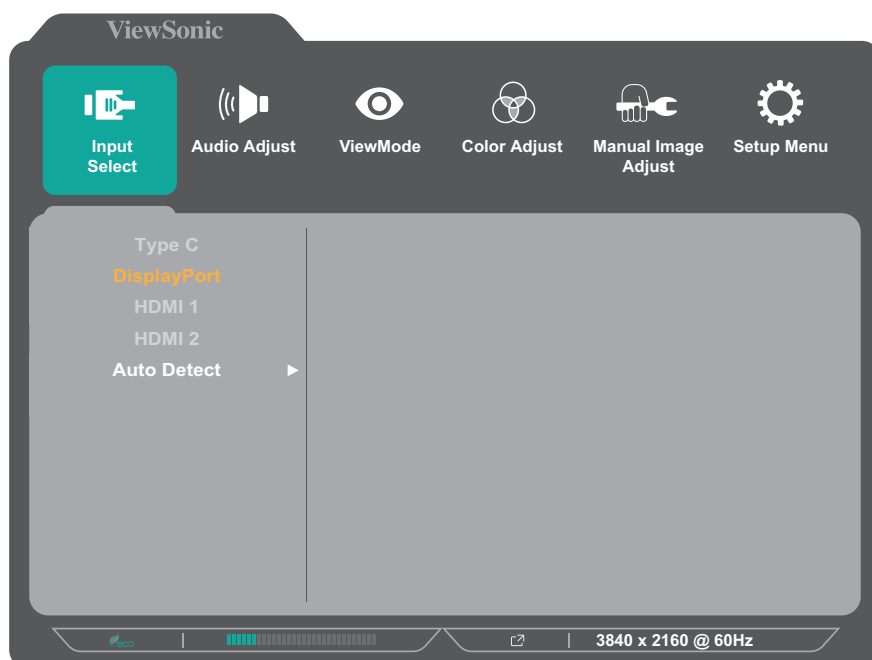 ViewSonic
Input
Select
Audio Adjust
ViewMode
Color Adjust
Manual Image
Adjust
Setup Menu
Type C
DisplayPort
HDMI 1
HDMI 2
Auto Detect
eco
3840 x 2160 @ 60Hz